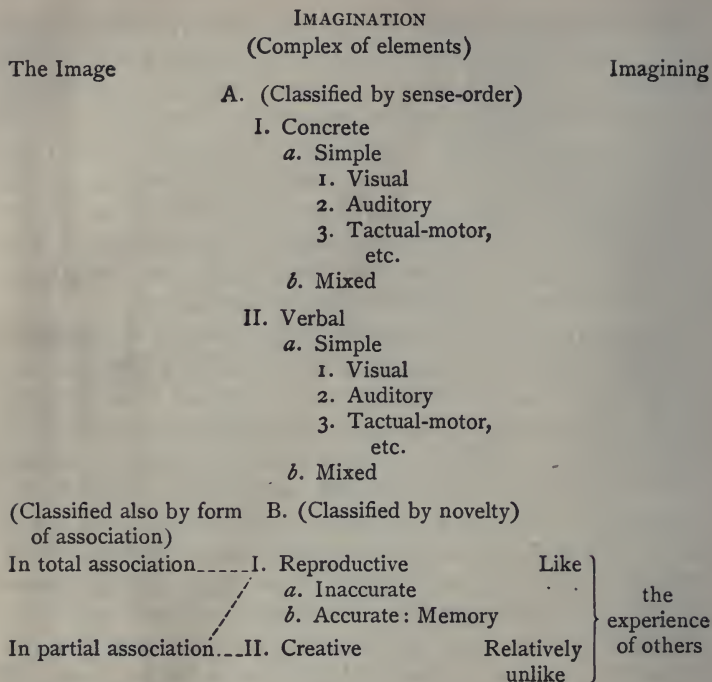 IMAGINATION
(Complex of elements)
The Image Imagining
A. (Classified by sense-order)
I. Concrete
a. Simple
1. Visual
2. Auditory
3. Tactual-motor,
etc.
b. Mixed
II. Verbal
a. Simple
1. Visual
2. Auditory
3. Tactual-motor,
etc.
b. Mixed
(Classified also by form B. (Classified by novelty)
of association)
In total association_____I. Reproductive Like
a. Inaccurate the
b. Accurate: Memory experience
In partial association___II. Creative Relatively of others
unlike